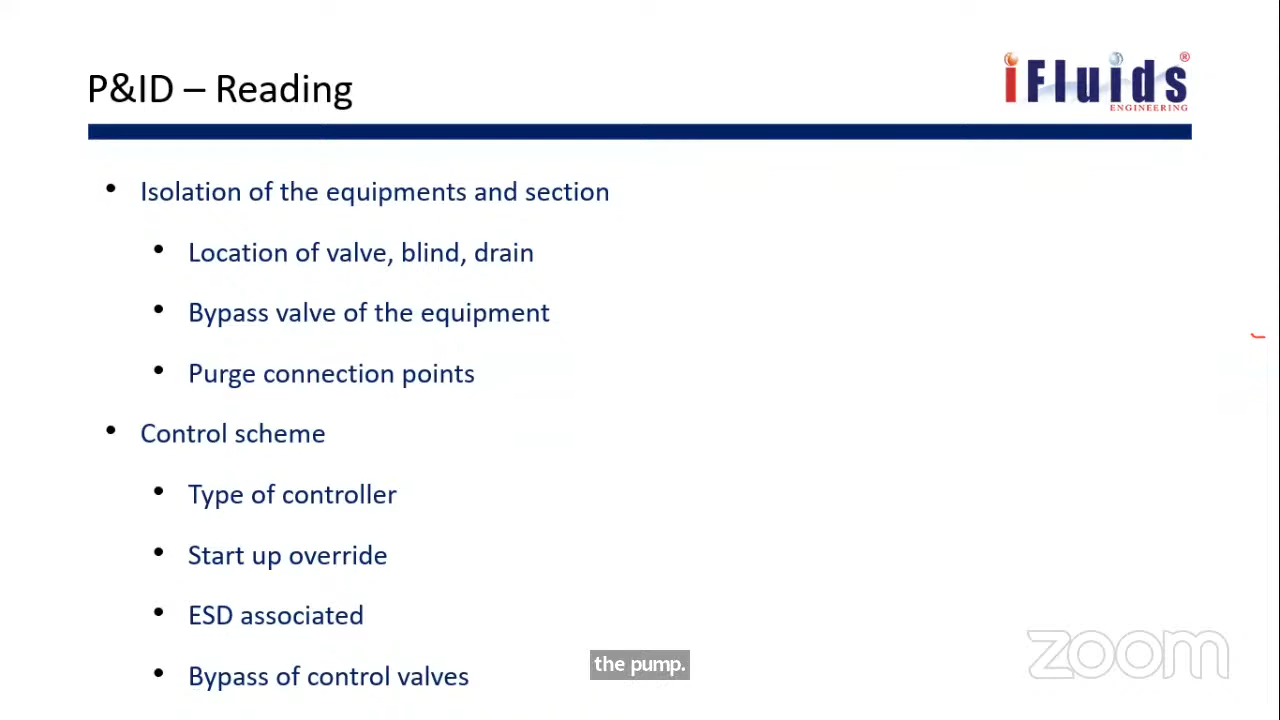 P&ID – Reading
iFluids®
ENGINEERING
• Isolation of the equipments and section
• Location of valve, blind, drain
• Bypass valve of the equipment
• Purge connection points
• Control scheme
• Type of controller
• Start up override
• ESD associated
• Bypass of control valves
the pump.
zoom